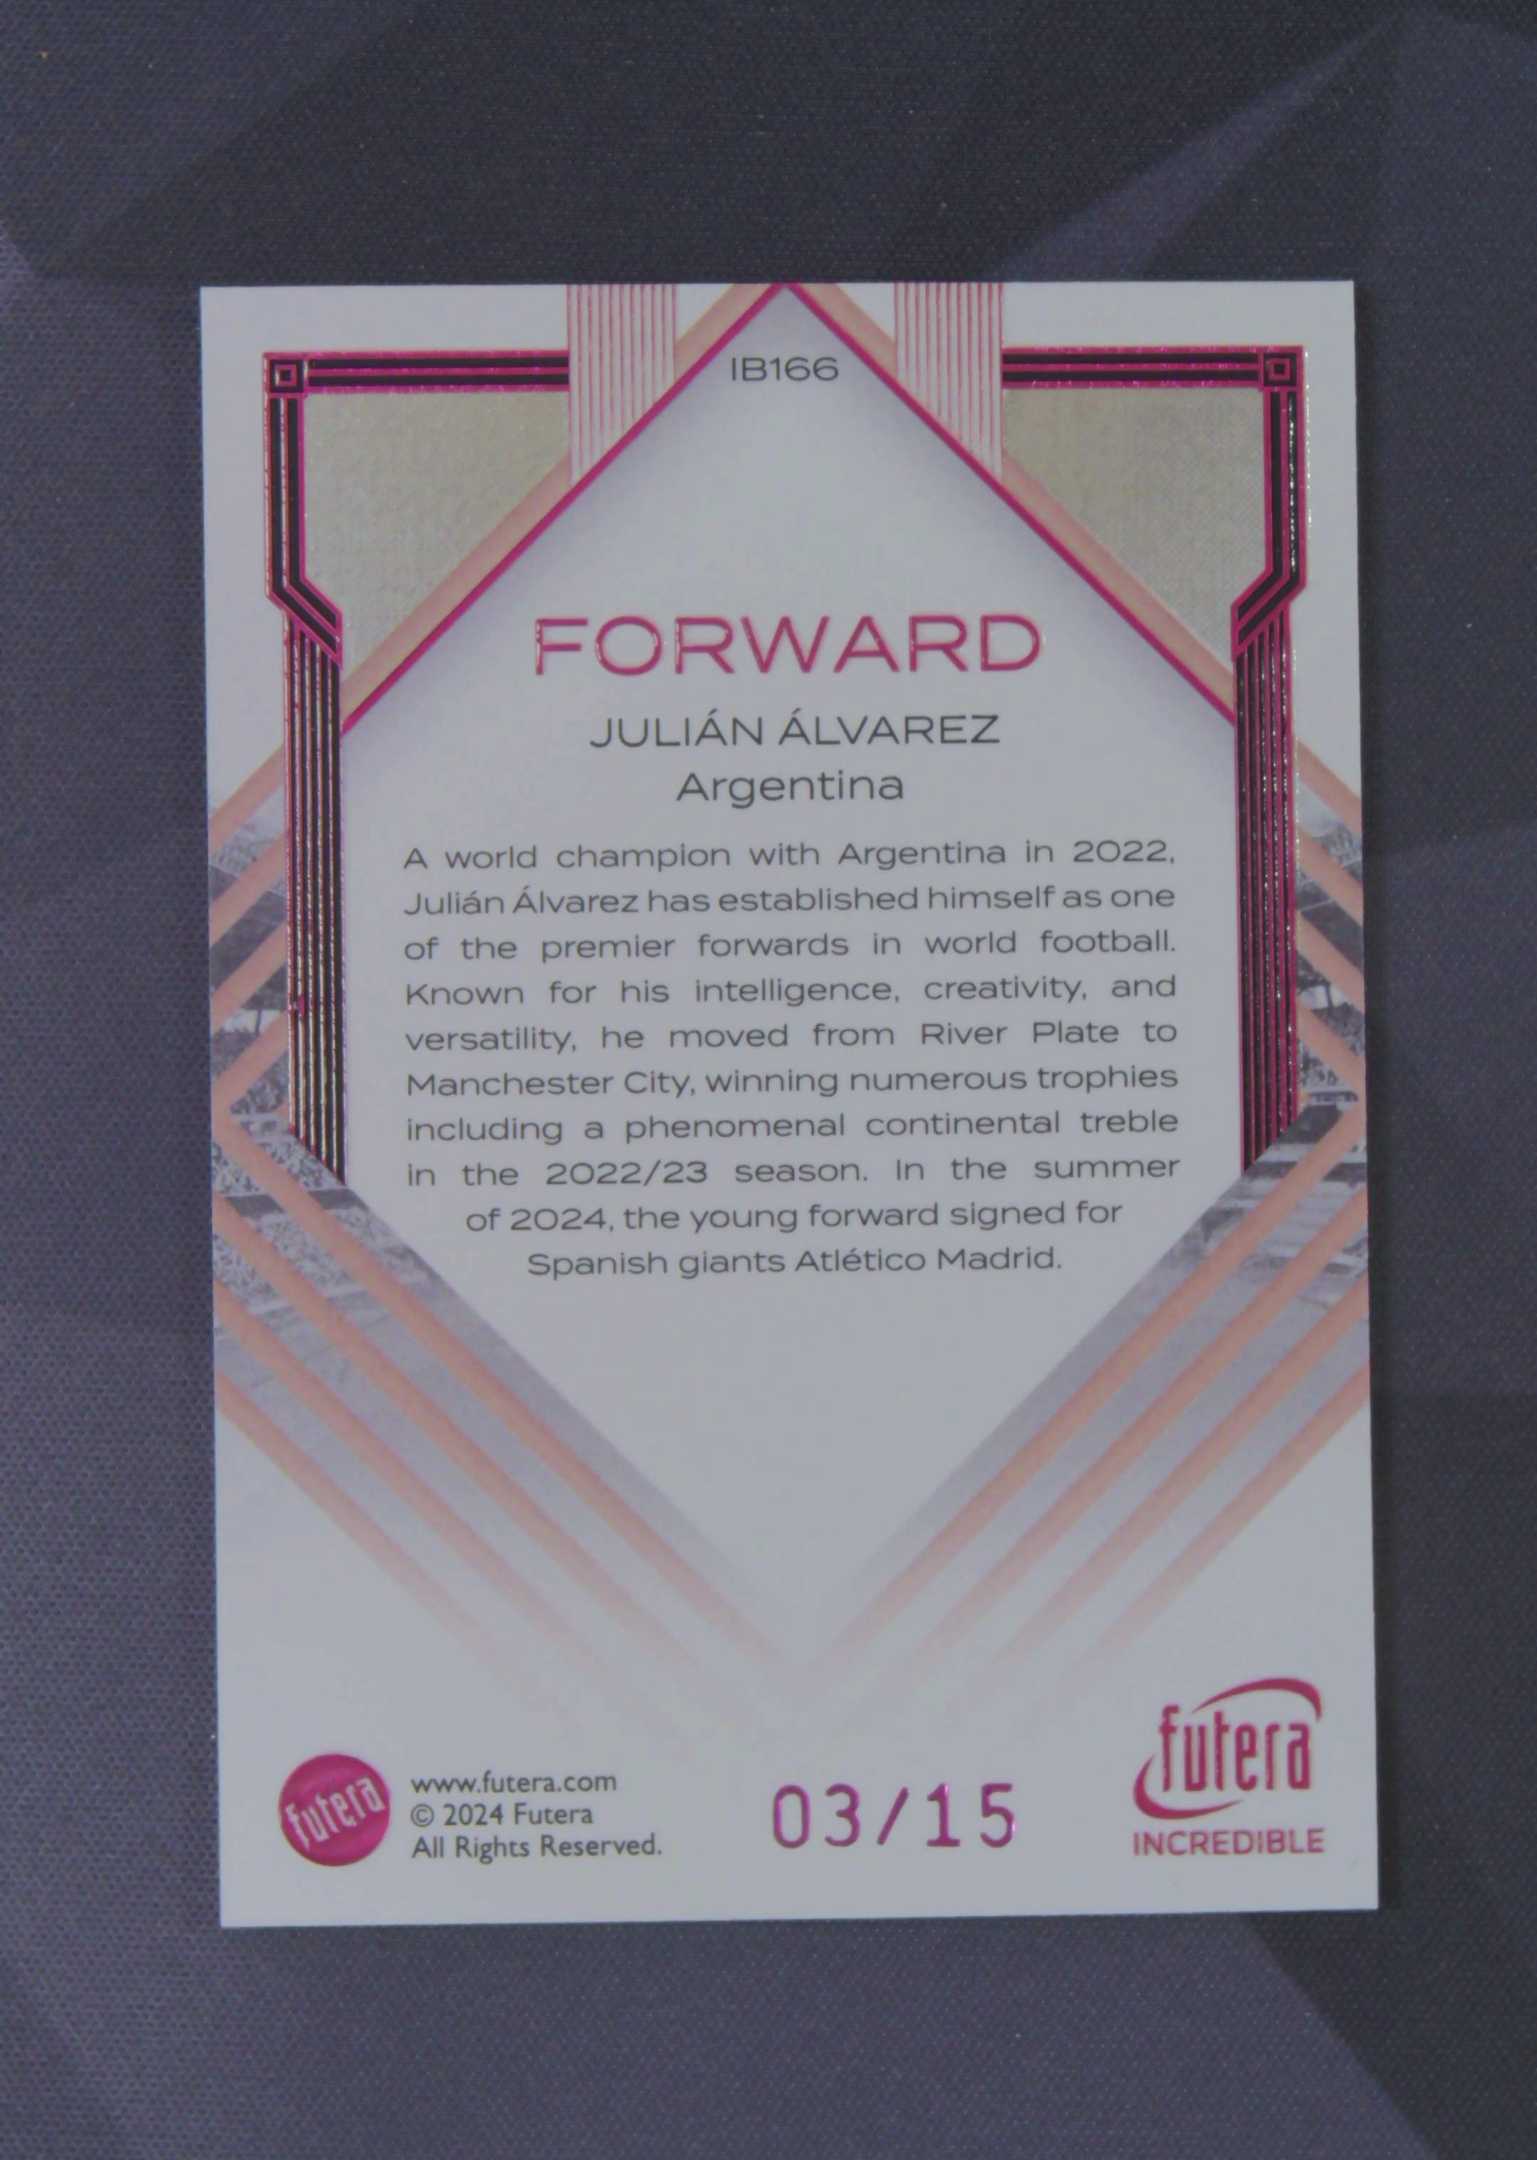 IB166
FORWARD
JULIÁN ÁLVAREZ
Argentina
A world champion with Argentina in 2022,
Julián Álvarez has established himself as one
of the premier forwards in world football.
Known for his intelligence, creativity, and
versatility, he moved from River Plate to
Manchester City, winning numerous trophies
including a phenomenal continental treble
in the 2022/23 season. In the summer
of 2024, the young forward signed for
Spanish giants Atlético Madrid.
futera
www.futera.com
© 2024 Futera
All Rights Reserved.
03/15
futera
INCREDIBLE